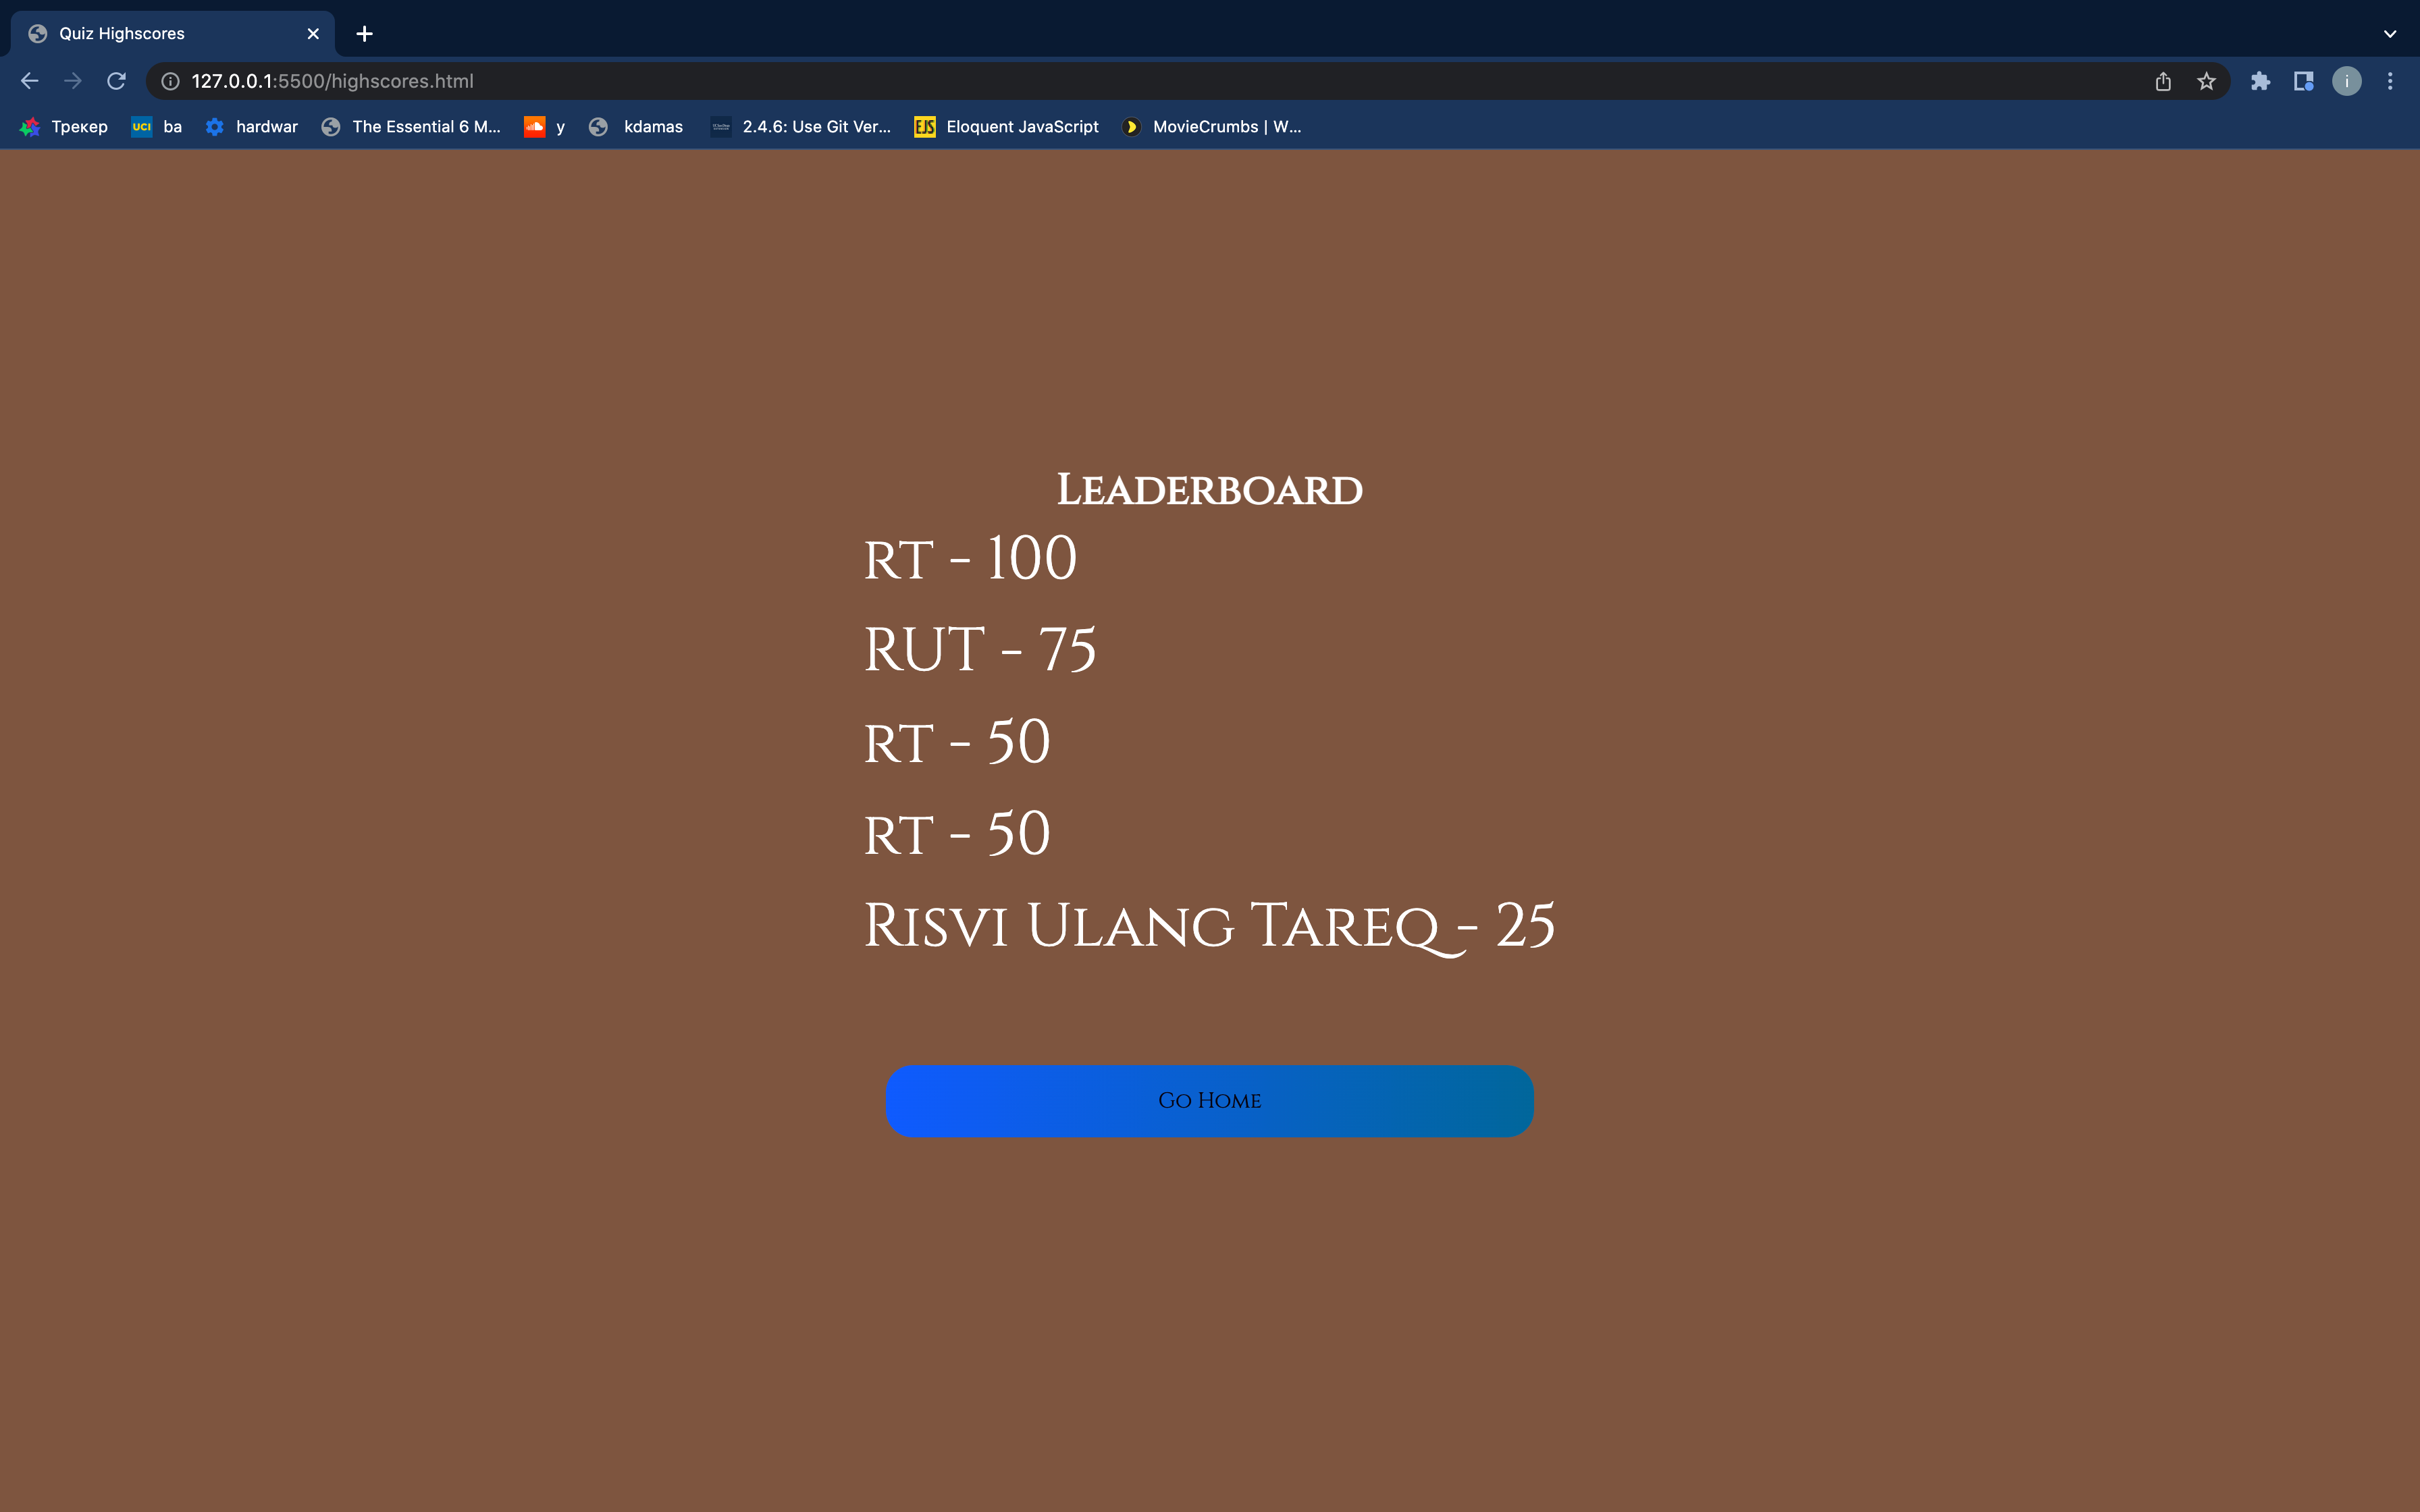 Quiz Highscores
127.0.0.1:5500/highscores.html
i
Трекер
UCI ba
hardwar
The Essential 6 M...
y
kdamas
2.4.6: Use Git Ver...
EJS Eloquent JavaScript
MovieCrumbs | W...
Leaderboard
rt - 100
RUT - 75
rt - 50
rt - 50
Risvi Ulang Tareq - 25
Go Home